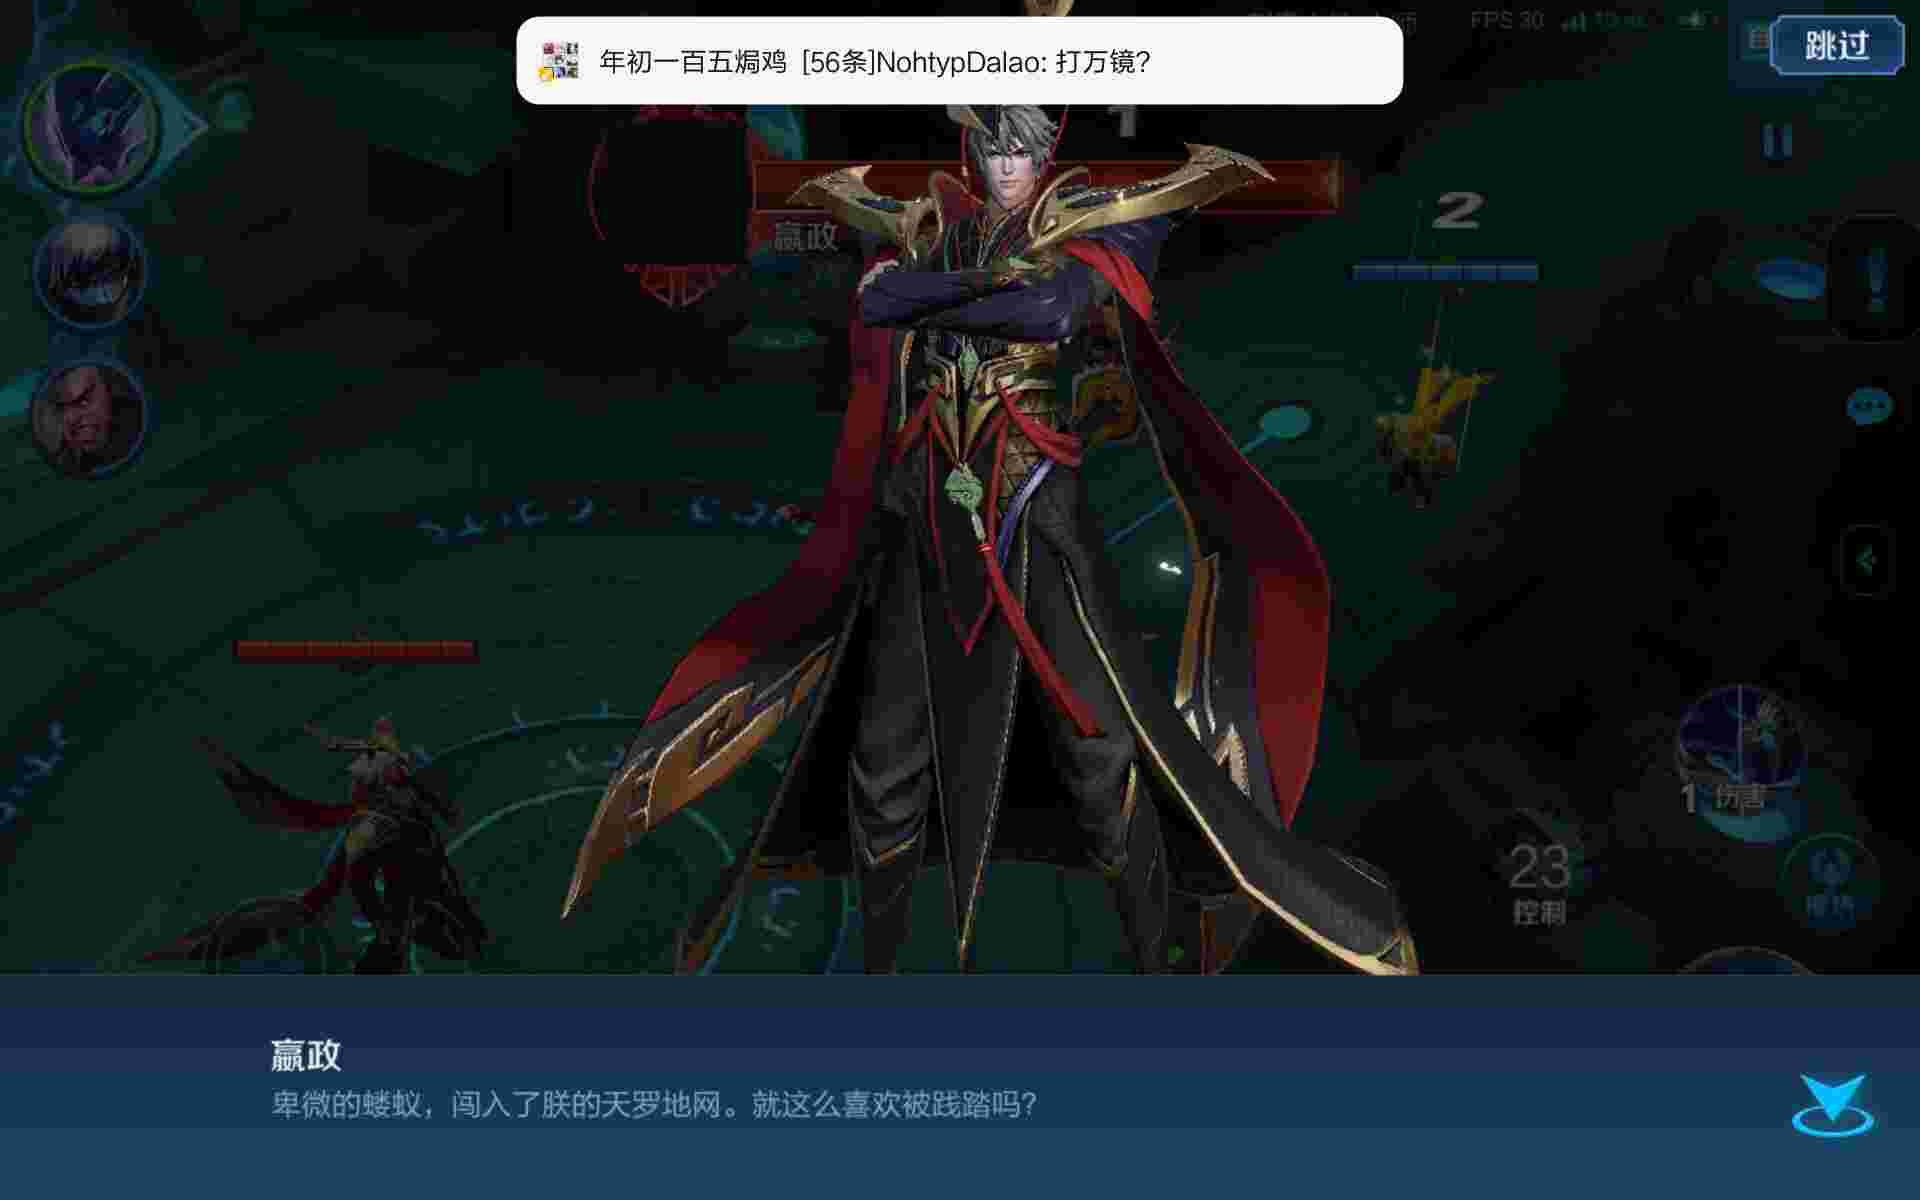 年初一百五焗鸡 [56条]NohtypDalao: 打万镜?
FPS 30
跳过
1
嬴政
2
1 伤害
23
控制
嬴政
卑微的蝼蚁，闯入了朕的天罗地网。就这么喜欢被践踏吗?